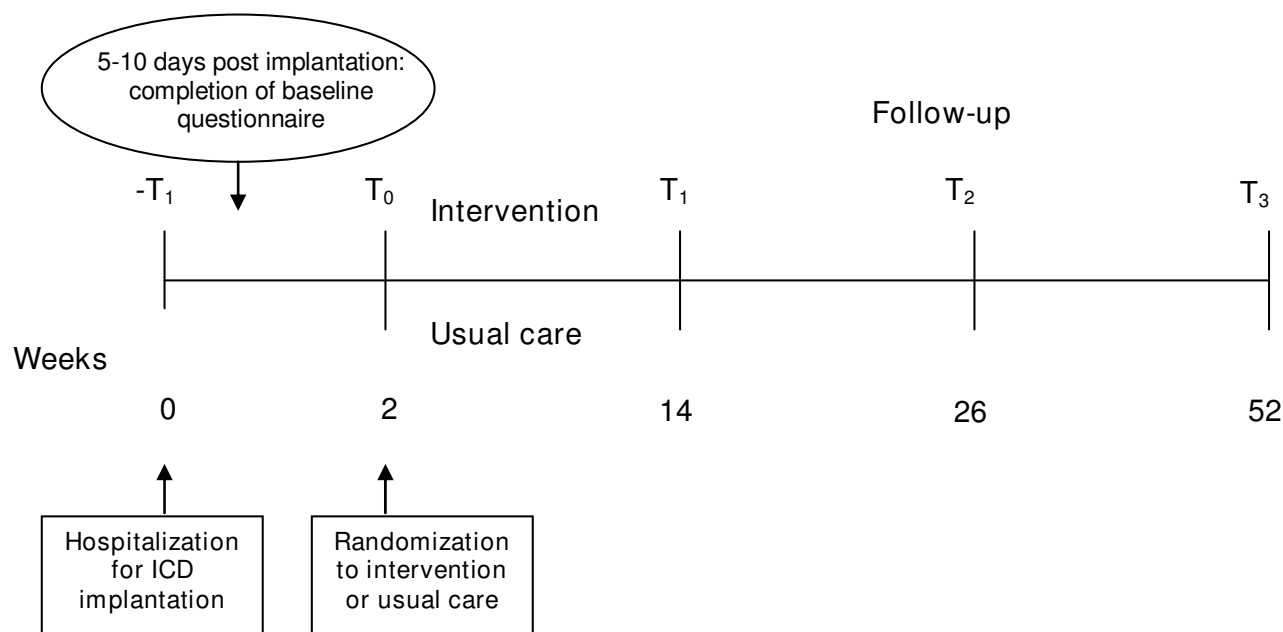 5-10 days post implantation:
completion of baseline
questionnaire
Follow-up
-T₁ T₀ T₁ T₂ T₃
Intervention
Usual care
Weeks
0 2 14 26 52
Hospitalization
for ICD
implantation
Randomization
to intervention
or usual care